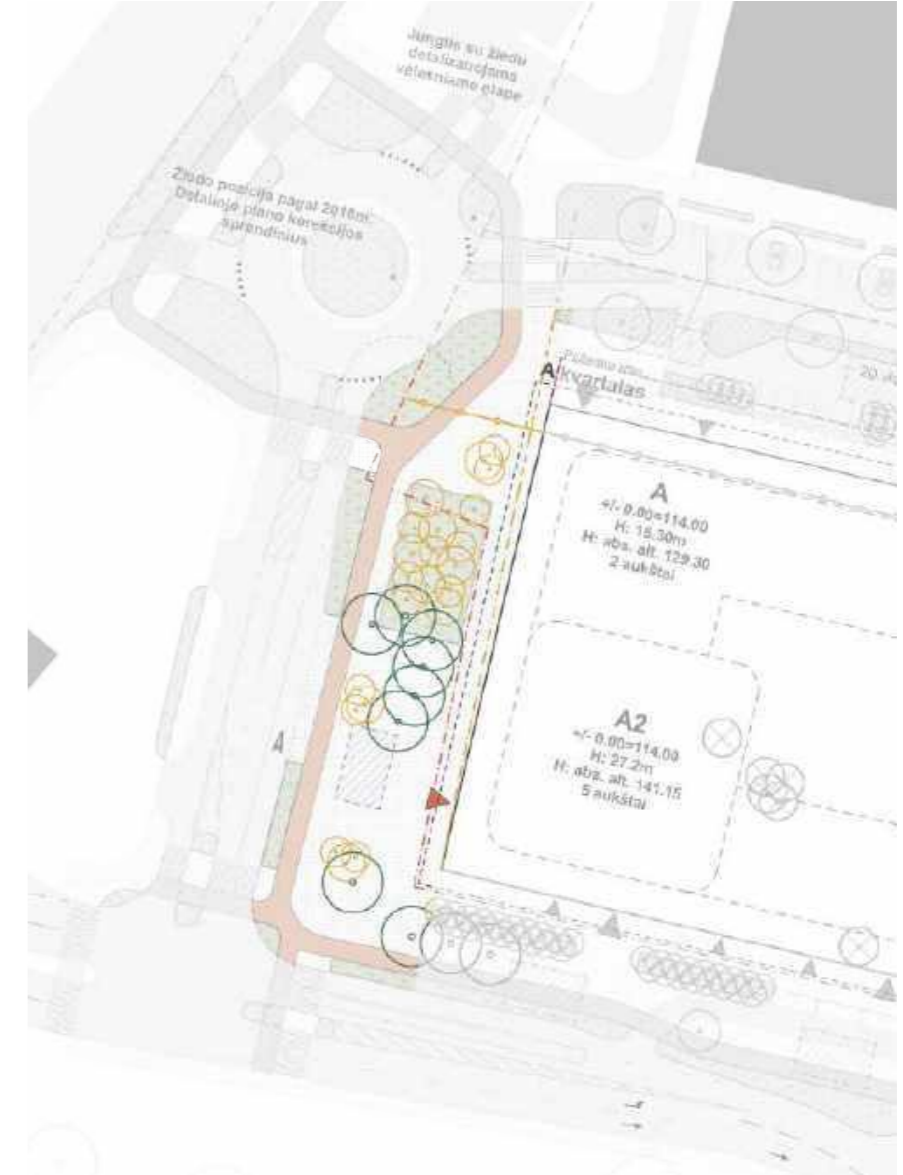 Jungtis su žiedu
detalizuojama
vėlesniame etape
Žiedo pozicija pagal 2016m.
Detaliojo plano korekcijos
sprendinius
A kvartalas
20
A
+/- 0.00=114.00
H: 15.30m
H: abs. alt. 129.30
2 aukštai
A2
+/- 0.00=114.00
H: 27.2m
H: abs. alt. 141.15
5 aukštai